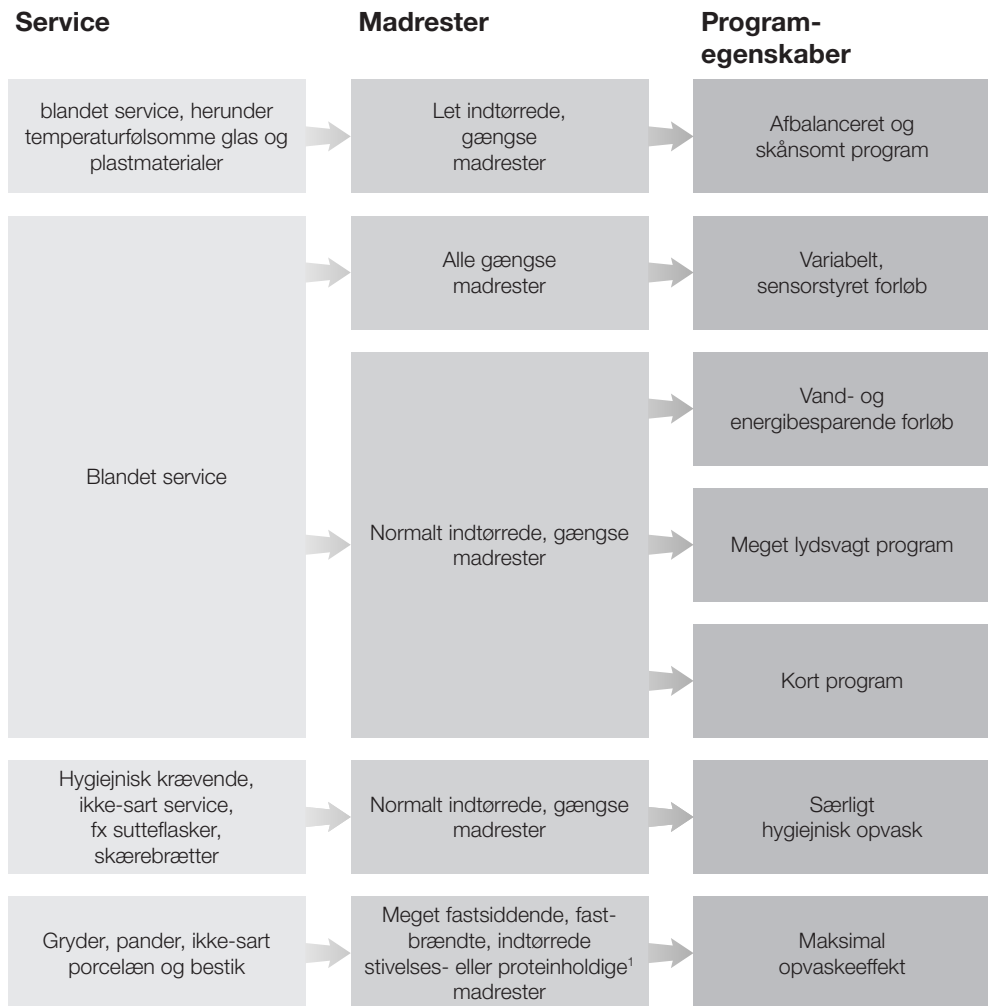 Service
Madrester
Program-
egenskaber
blandet service, herunder
temperaturfølsomme glas og
plastmaterialer
Let indtørrede,
gængse
madrester
Afbalanceret og
skånsomt program
Blandet service
Alle gængse
madrester
Variabelt,
sensorstyret forløb
Normalt indtørrede, gængse
madrester
Vand- og
energibesparende forløb
Meget lydsvagt program
Kort program
Hygiejnisk krævende,
ikke-sart service,
fx sutteflasker,
skærebrætter
Normalt indtørrede, gængse
madrester
Særligt
hygiejnisk opvask
Gryder, pander, ikke-sart
porcelæn og bestik
Meget fastsiddende, fast-
brændte, indtørrede
stivelses- eller proteinholdige¹
madrester
Maksimal
opvaskeeffekt